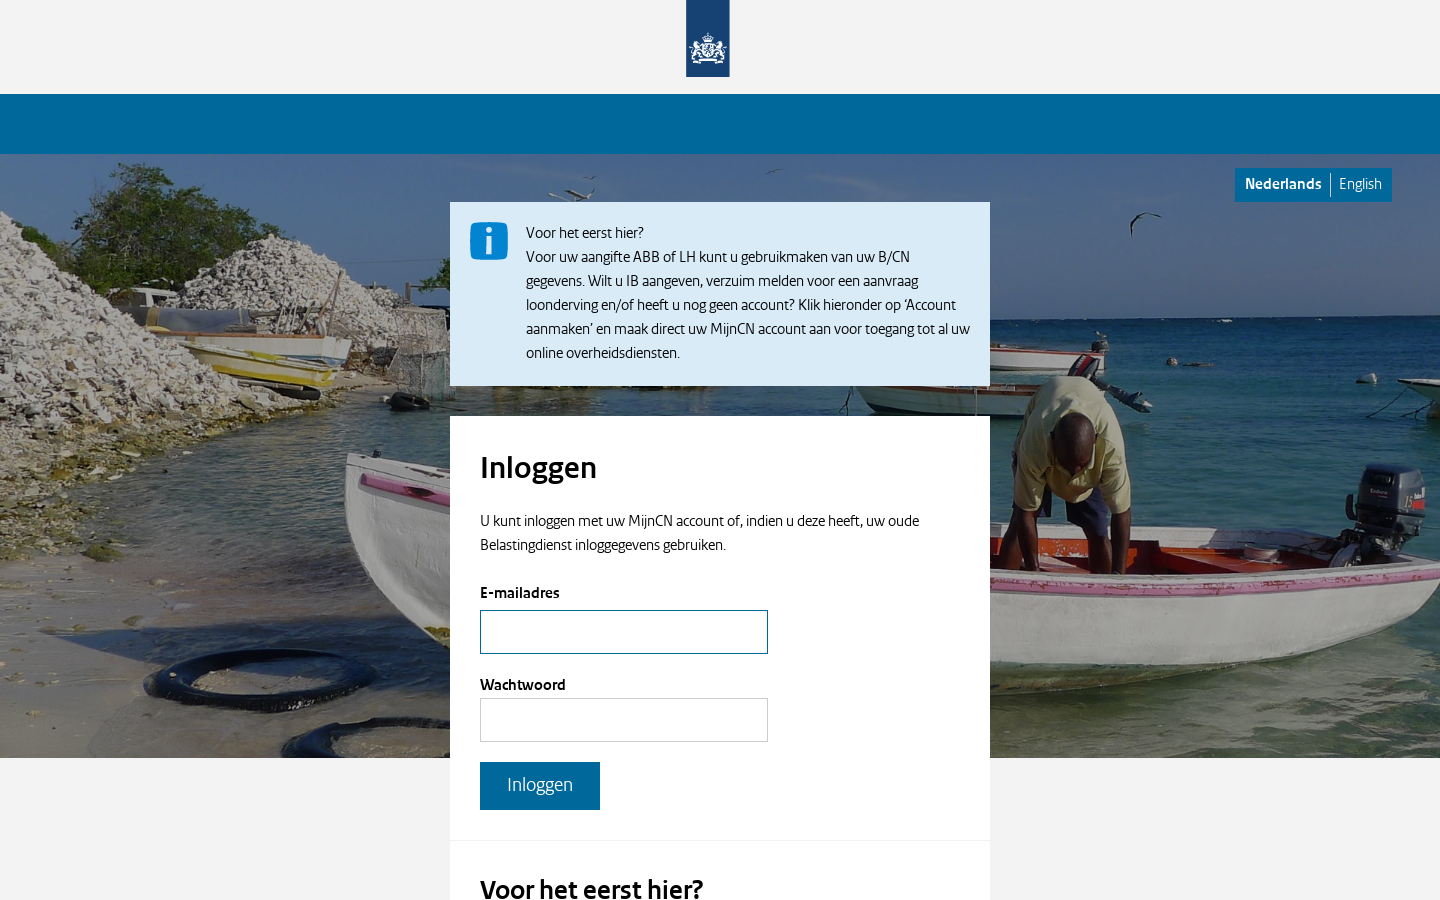 Nederlands English
Voor het eerst hier?
Voor uw aangifte ABB of LH kunt u gebruikmaken van uw B/CN
gegevens. Wilt u IB aangeven, verzuim melden voor een aanvraag
loonderving en/of heeft u nog geen account? Klik hieronder op ‘Account
aanmaken’ en maak direct uw MijnCN account aan voor toegang tot al uw
online overheidsdiensten.
Inloggen
U kunt inloggen met uw MijnCN account of, indien u deze heeft, uw oude
Belastingdienst inloggegevens gebruiken.
E-mailadres
Wachtwoord
Inloggen
Voor het eerst hier?